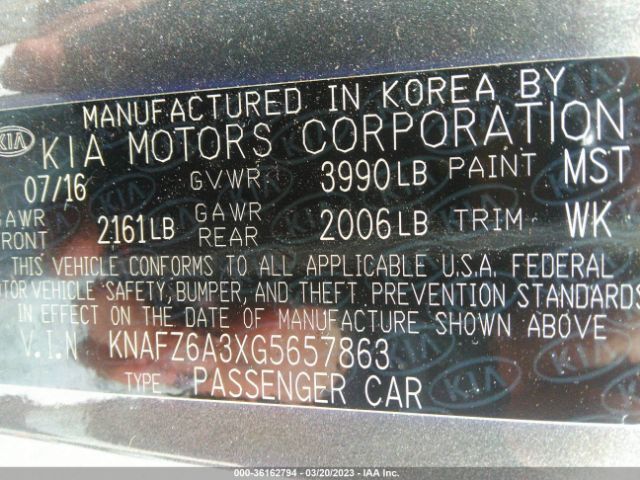 MANUFACTURED IN KOREA BY
KIA KIA MOTORS CORPORATION
07/16 G.V.WR 3990LB PAINT MST
GAWR FRONT 2161LB GAWR REAR 2006LB TRIM WK
THIS VEHICLE CONFORMS TO ALL APPLICABLE U.S.A. FEDERAL
MOTOR VEHICLE SAFETY, BUMPER, AND THEFT PREVENTION STANDARDS
IN EFFECT ON THE DATE OF MANUFACTURE SHOWN ABOVE
V.I.N KNAFZ6A3XG5657863
TYPE PASSENGER CAR
000-36162794 — 03/20/2023 — IAA Inc.